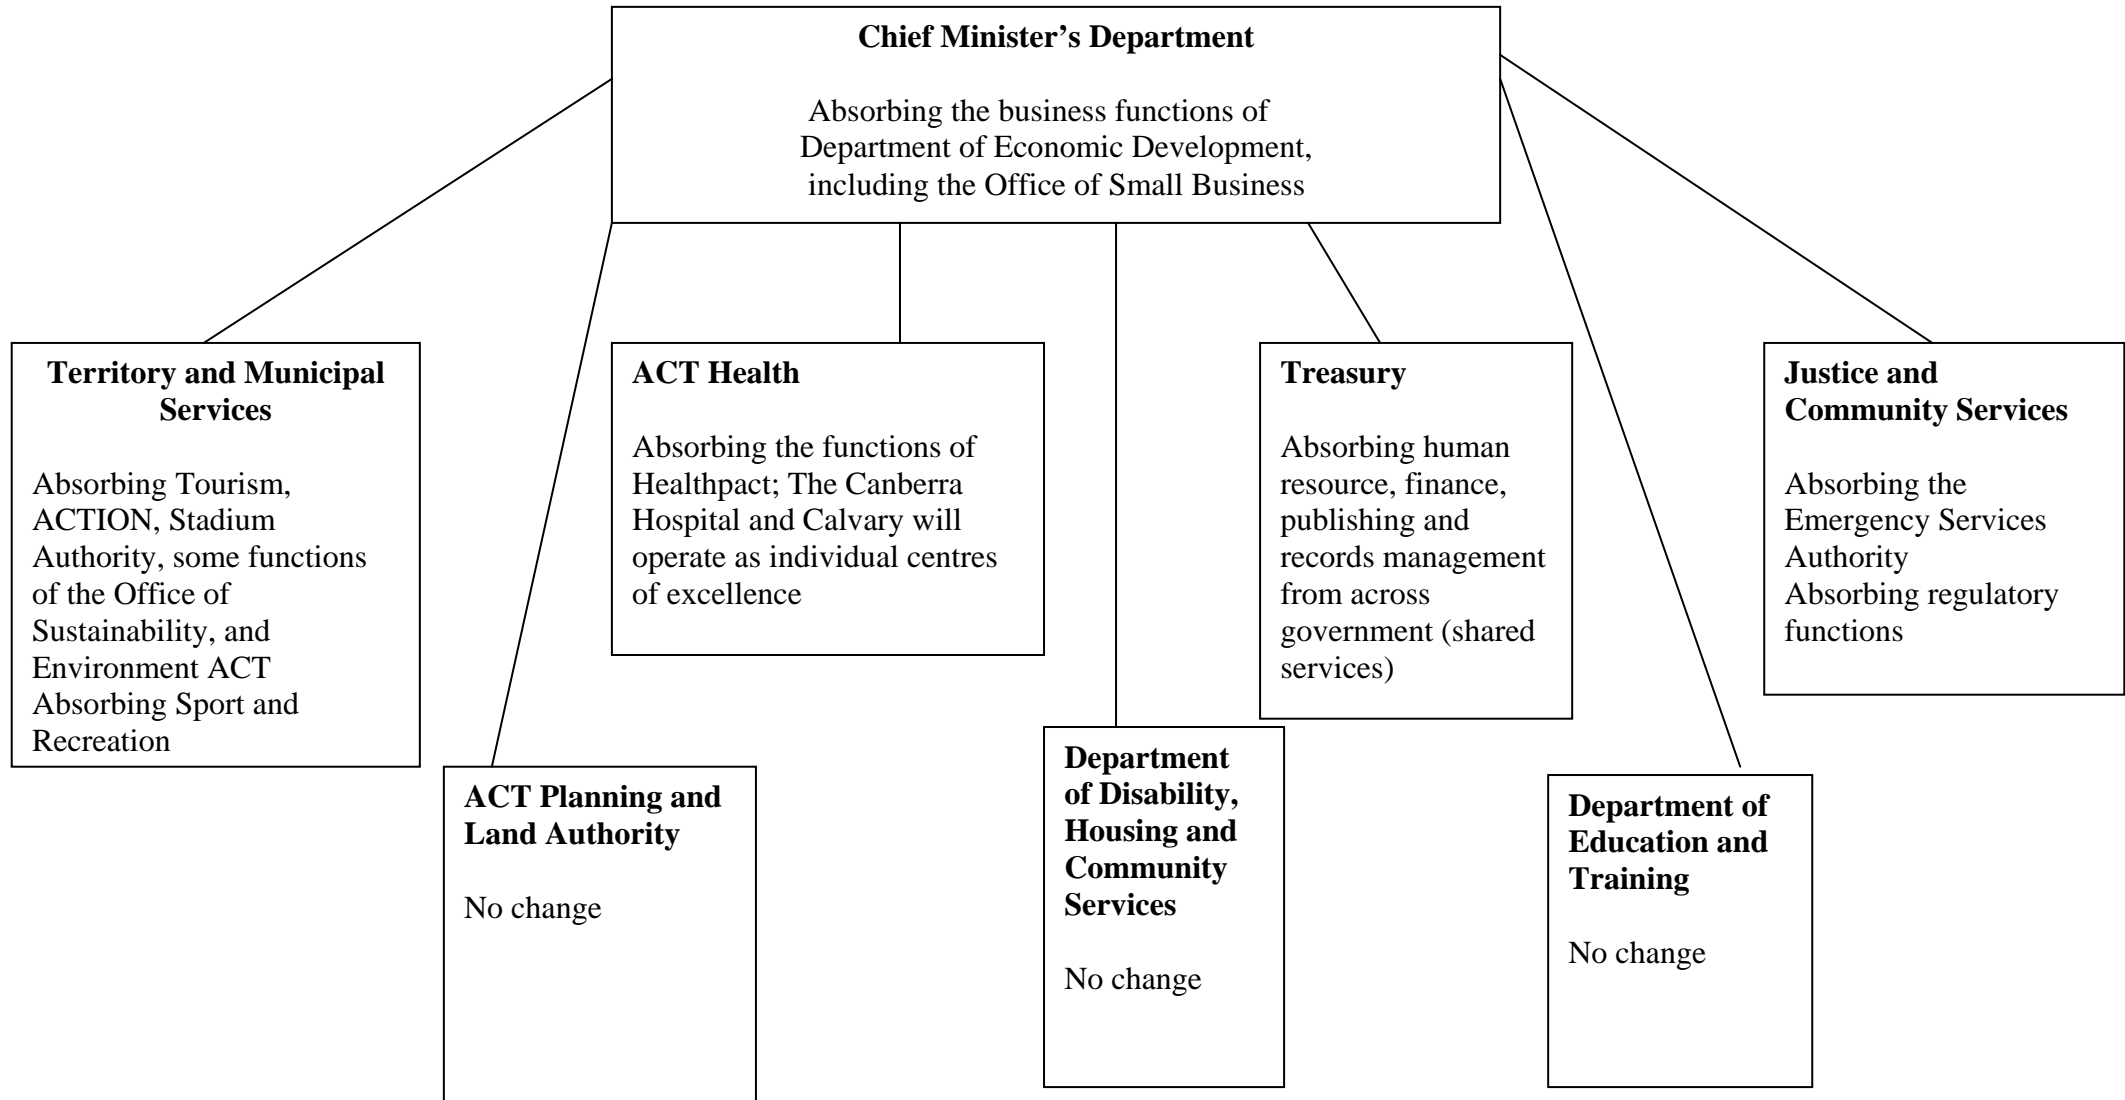 Chief Minister’s Department
Absorbing the business functions of
Department of Economic Development,
including the Office of Small Business
Territory and Municipal
Services
Absorbing Tourism,
ACTION, Stadium
Authority, some functions
of the Office of
Sustainability, and
Environment ACT
Absorbing Sport and
Recreation
ACT Planning and
Land Authority
No change
ACT Health
Absorbing the functions of
Healthpact; The Canberra
Hospital and Calvary will
operate as individual centres
of excellence
Department
of Disability,
Housing and
Community
Services
No change
Treasury
Absorbing human
resource, finance,
publishing and
records management
from across
government (shared
services)
Department of
Education and
Training
No change
Justice and
Community Services
Absorbing the
Emergency Services
Authority
Absorbing regulatory
functions